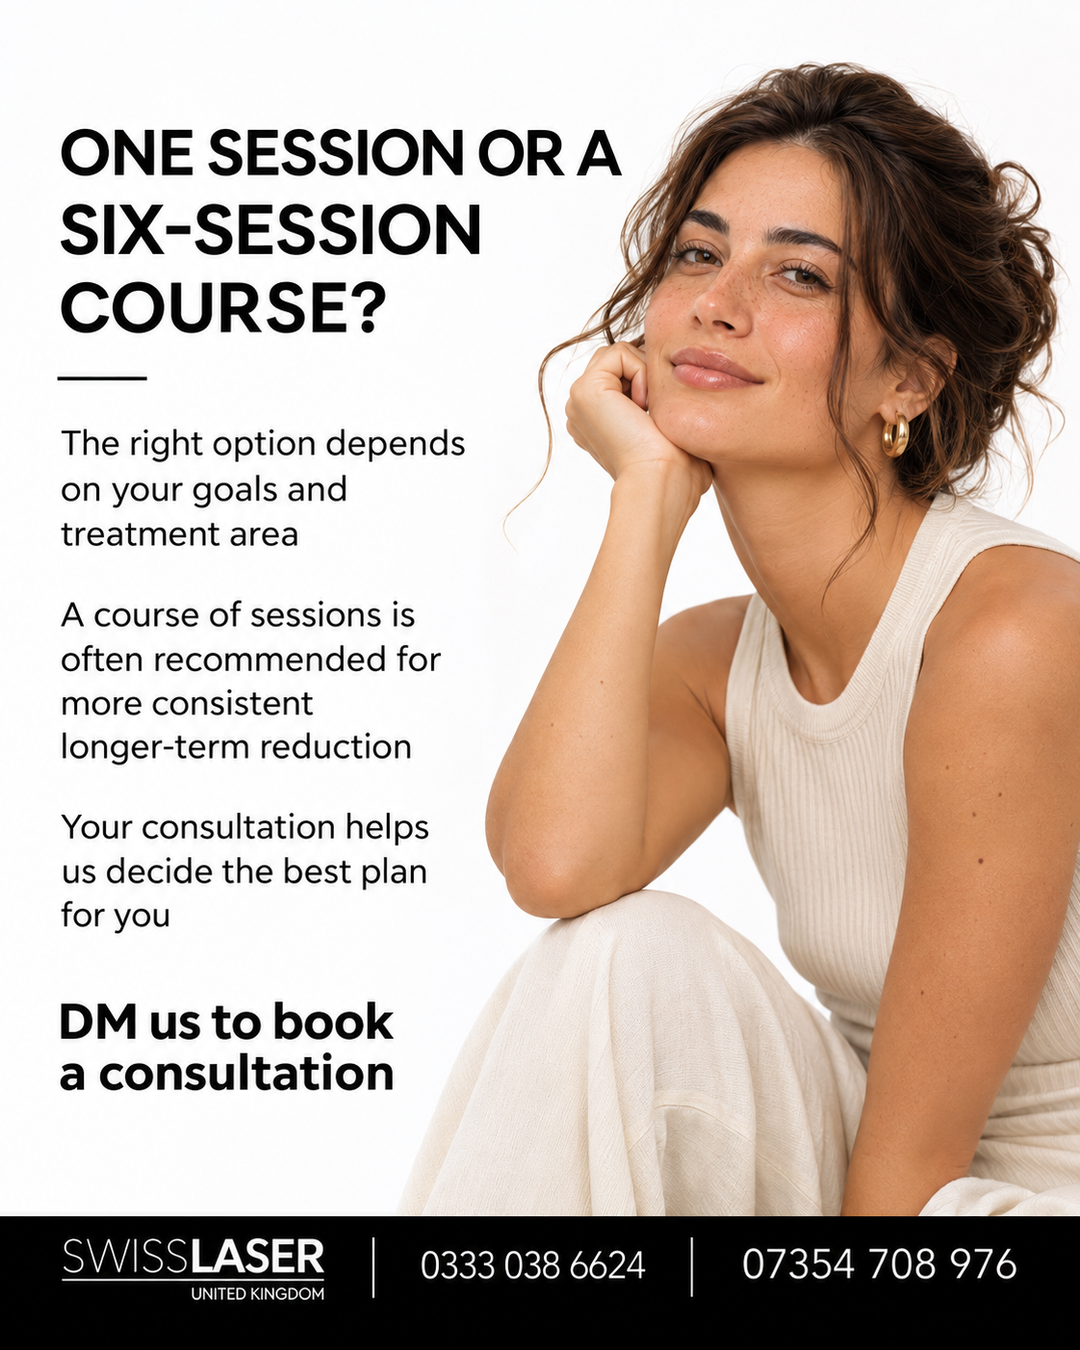 ONE SESSION OR A
SIX-SESSION
COURSE?
The right option depends
on your goals and
treatment area
A course of sessions is
often recommended for
more consistent
longer-term reduction
Your consultation helps
us decide the best plan
for you
DM us to book
a consultation
SWISSLASER
UNITED KINGDOM
0333 038 6624
07354 708 976